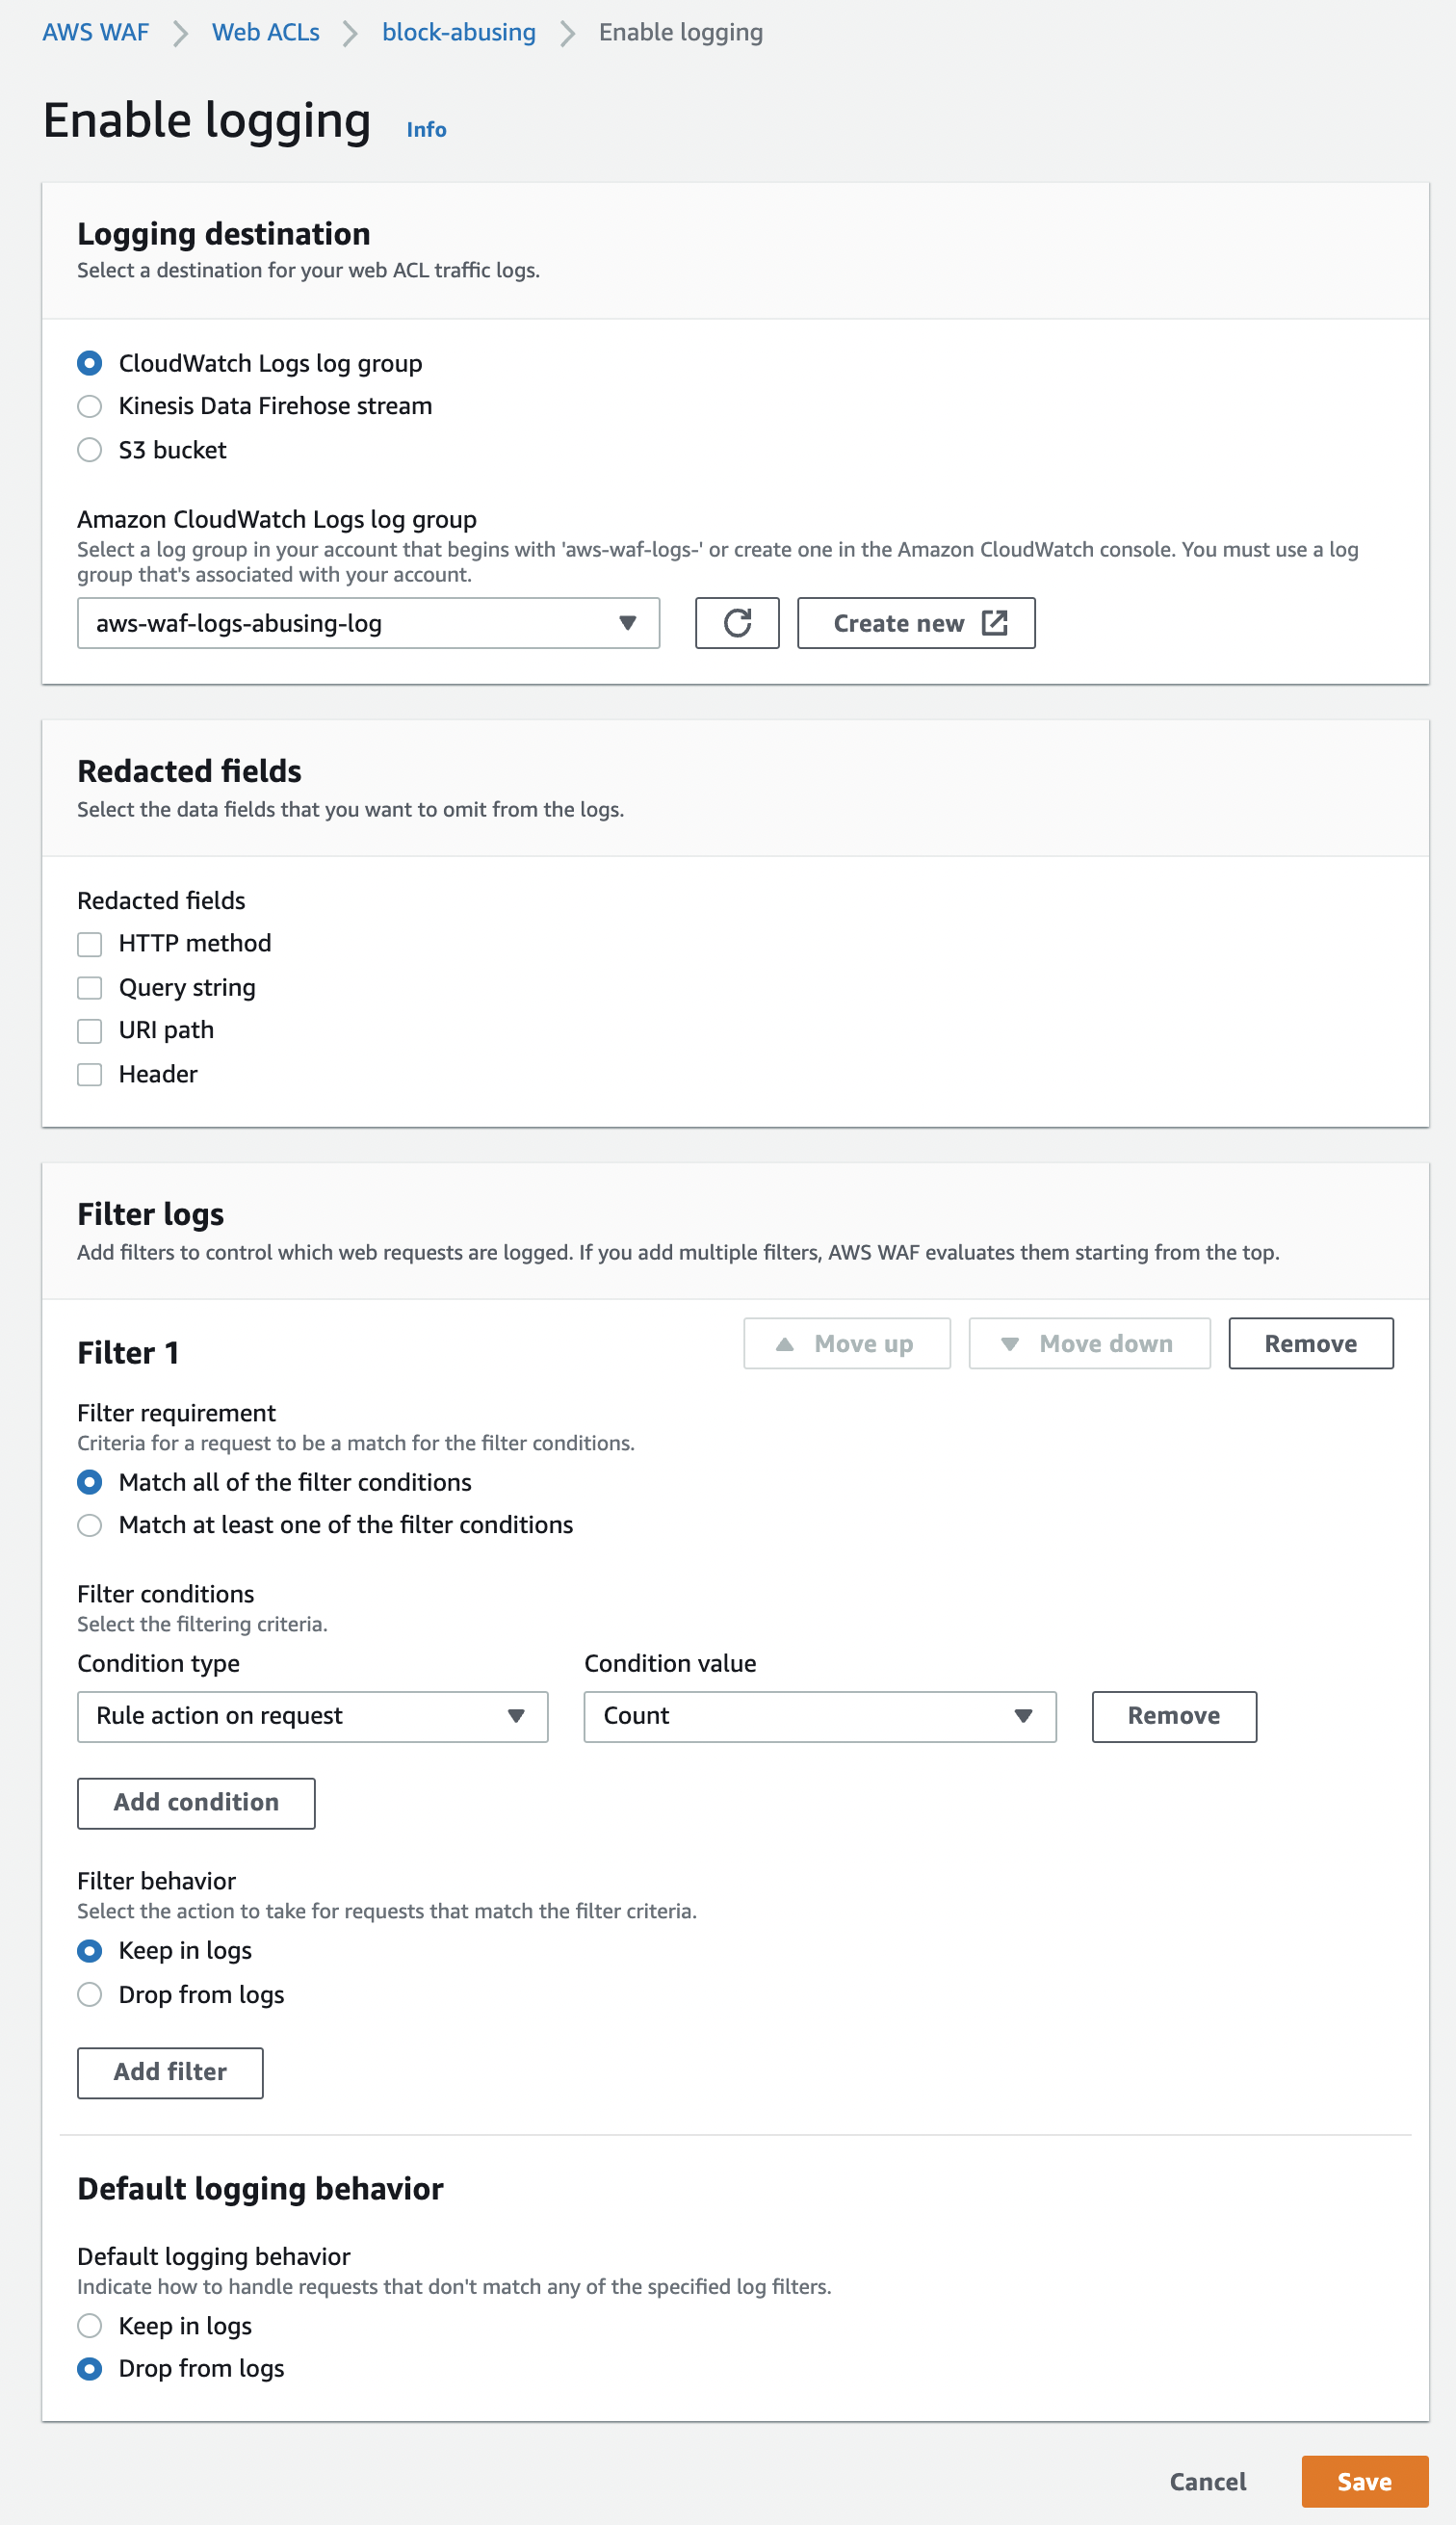 AWS WAF > Web ACLs > block-abusing > Enable logging
Enable logging Info
Logging destination
Select a destination for your web ACL traffic logs.
CloudWatch Logs log group
Kinesis Data Firehose stream
S3 bucket
Amazon CloudWatch Logs log group
Select a log group in your account that begins with 'aws-waf-logs-' or create one in the Amazon CloudWatch console. You must use a log
group that's associated with your account.
aws-waf-logs-abusing-log Create new
Redacted fields
Select the data fields that you want to omit from the logs.
Redacted fields
HTTP method
Query string
URI path
Header
Filter logs
Add filters to control which web requests are logged. If you add multiple filters, AWS WAF evaluates them starting from the top.
Filter 1 Move up Move down Remove
Filter requirement
Criteria for a request to be a match for the filter conditions.
Match all of the filter conditions
Match at least one of the filter conditions
Filter conditions
Select the filtering criteria.
Condition type Condition value
Rule action on request Count Remove
Add condition
Filter behavior
Select the action to take for requests that match the filter criteria.
Keep in logs
Drop from logs
Add filter
Default logging behavior
Default logging behavior
Indicate how to handle requests that don't match any of the specified log filters.
Keep in logs
Drop from logs
Cancel Save